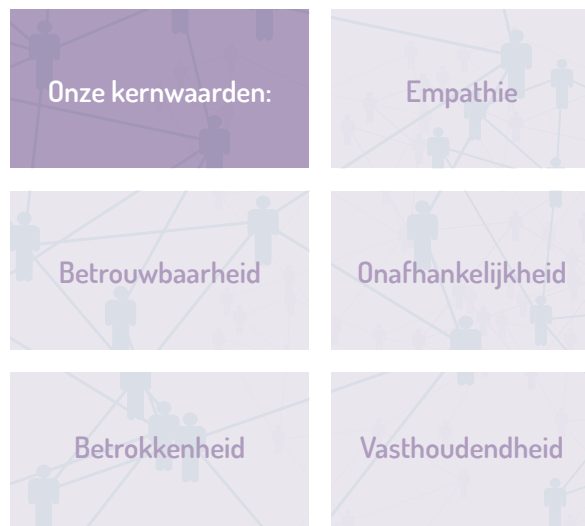 Onze kernwaarden:
Empathie
Betrouwbaarheid
Onafhankelijkheid
Betrokkenheid
Vasthoudendheid